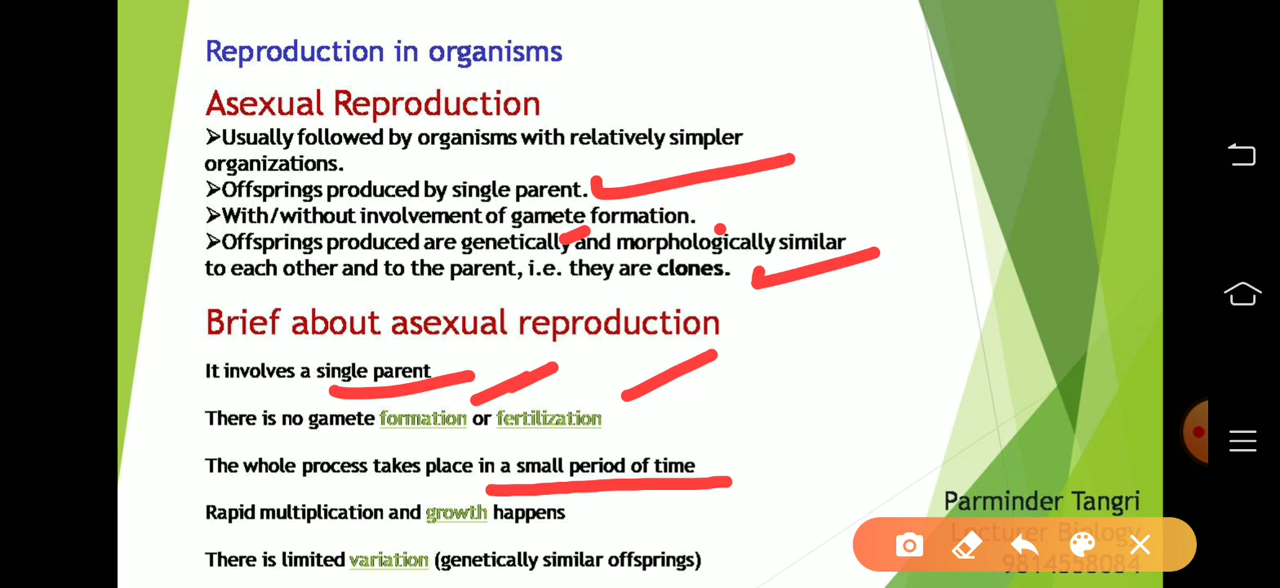 Reproduction in organisms
Asexual Reproduction
➢Usually followed by organisms with relatively simpler
organizations.
➢Offsprings produced by single parent.
➢With/without involvement of gamete formation.
➢Offsprings produced are genetically and morphologically similar
to each other and to the parent, i.e. they are clones.
Brief about asexual reproduction
It involves a single parent
There is no gamete formation or fertilization
The whole process takes place in a small period of time
Rapid multiplication and growth happens
There is limited variation (genetically similar offsprings)
Parminder Tangri
Lecturer Biology
9814558084